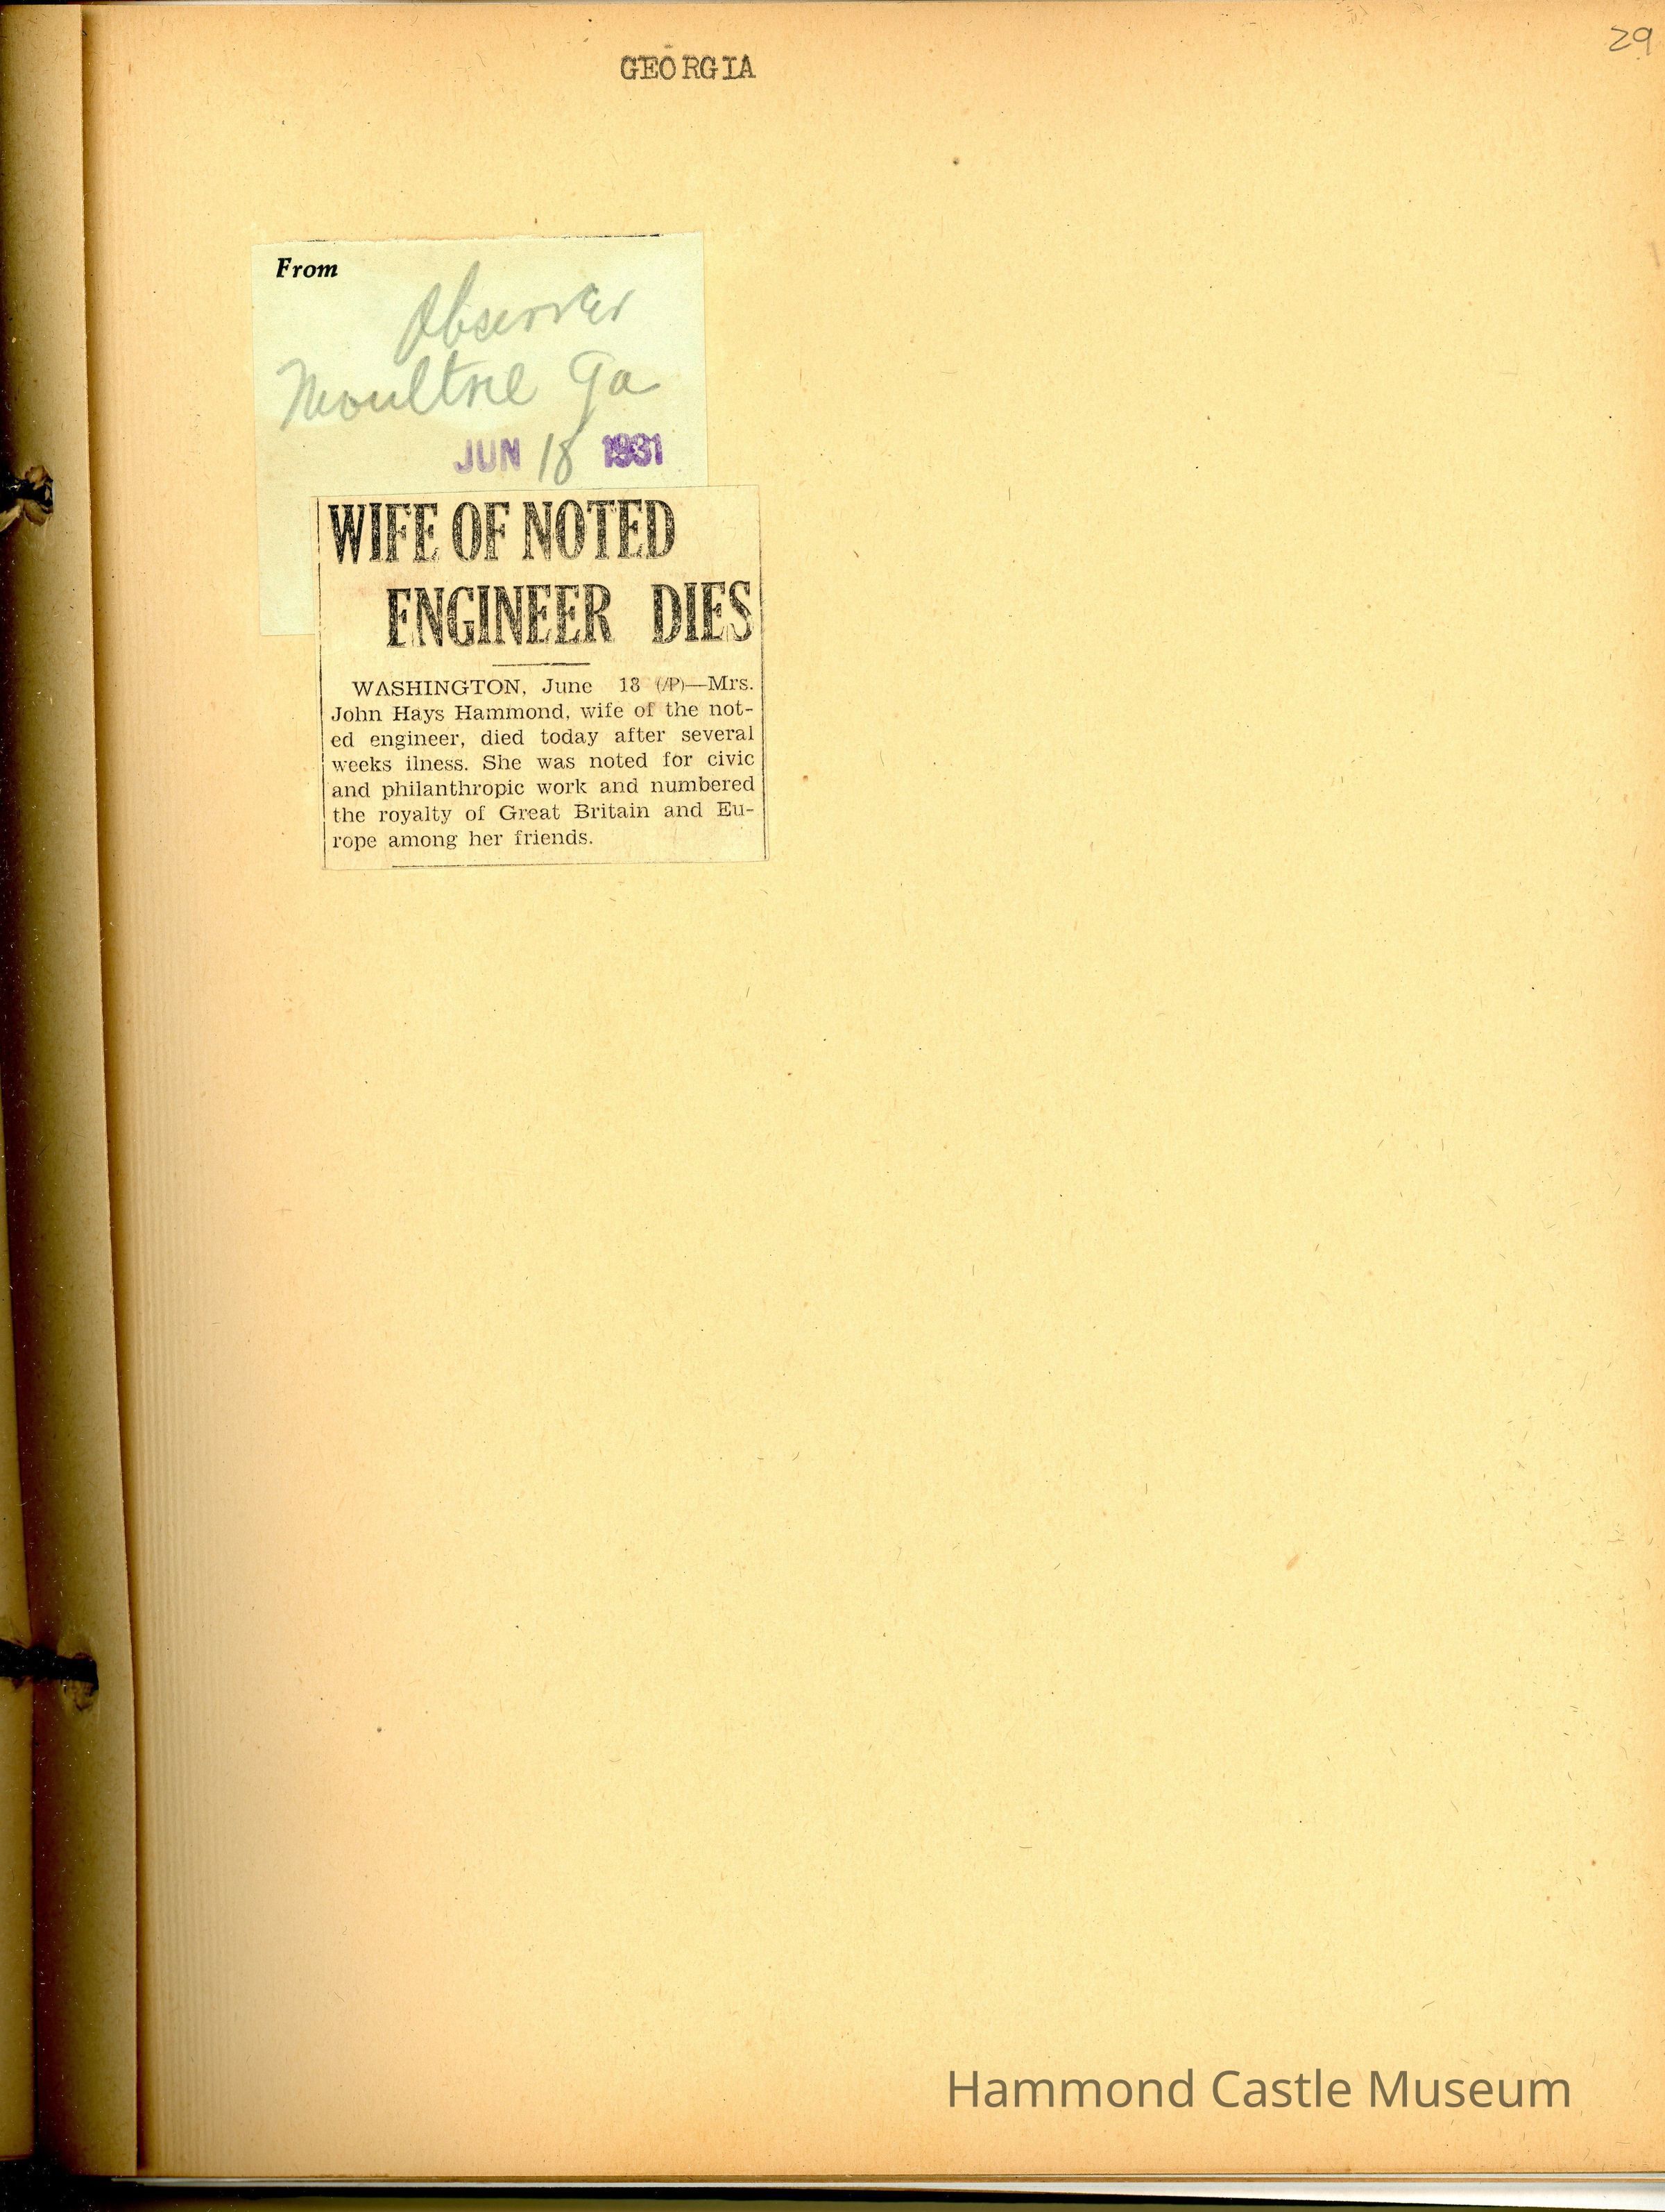 29
GEORGIA
From
Observer
Moultrie Ga
JUN 18 1931
WIFE OF NOTED
ENGINEER DIES
WASHINGTON, June 18 (AP)—Mrs.
John Hays Hammond, wife of the not-
ed engineer, died today after several
weeks ilness. She was noted for civic
and philanthropic work and numbered
the royalty of Great Britain and Eu-
rope among her friends.
Hammond Castle Museum